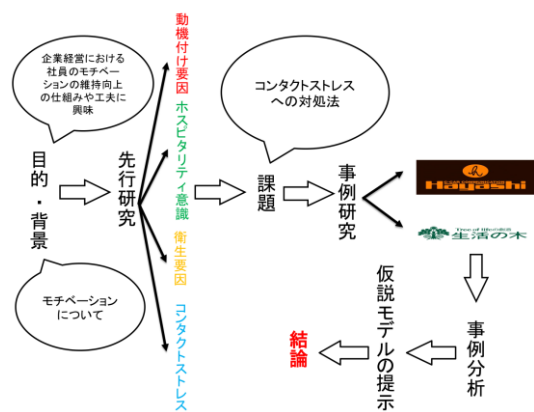 企業経営における
社員のモチベー
ションの維持向上
の仕組みや工夫に
興味
目的・背景
モチベーション
について
先行研究
動機付け要因
ホスピタリティ意識
衛生要因
コンタクトストレス
コンタクトストレス
への対処法
課題
事例研究
Hayashi
Tree of life
生活の木
事例分析
仮説モデルの提示
結論